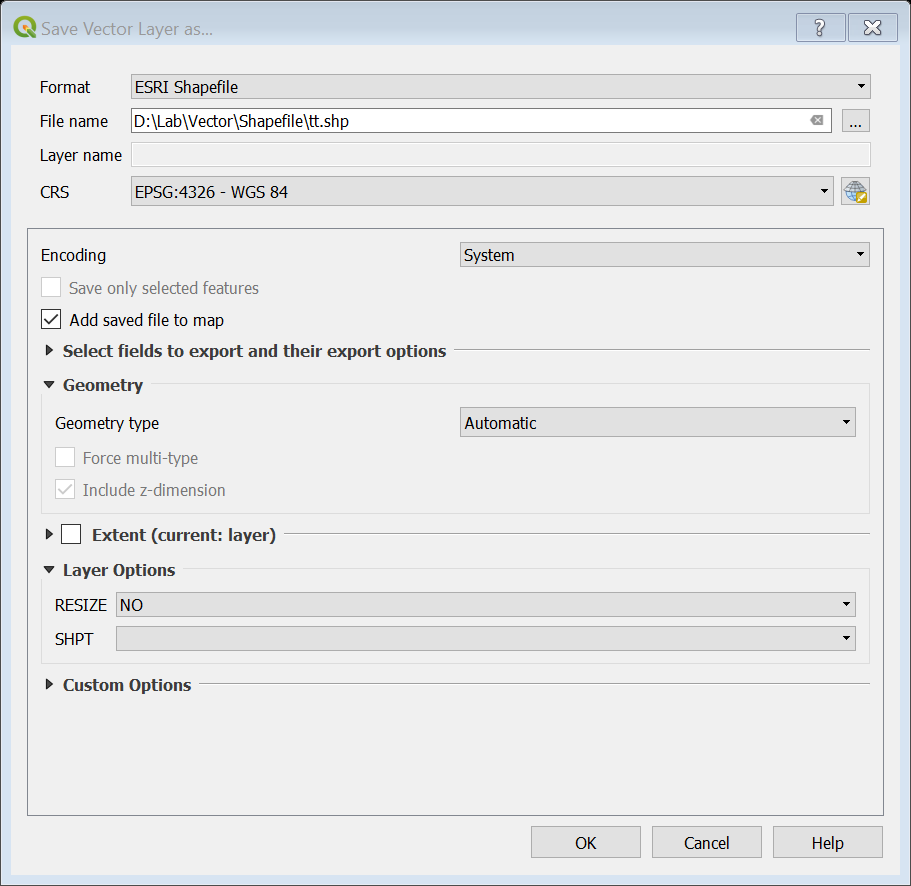 Save Vector Layer as...
Format ESRI Shapefile
File name D:\Lab\Vector\Shapefile\tt.shp ...
Layer name
CRS EPSG:4326 - WGS 84
Encoding System
Save only selected features
Add saved file to map
Select fields to export and their export options
Geometry
Geometry type Automatic
Force multi-type
Include z-dimension
Extent (current: layer)
Layer Options
RESIZE NO
SHPT
Custom Options
OK Cancel Help